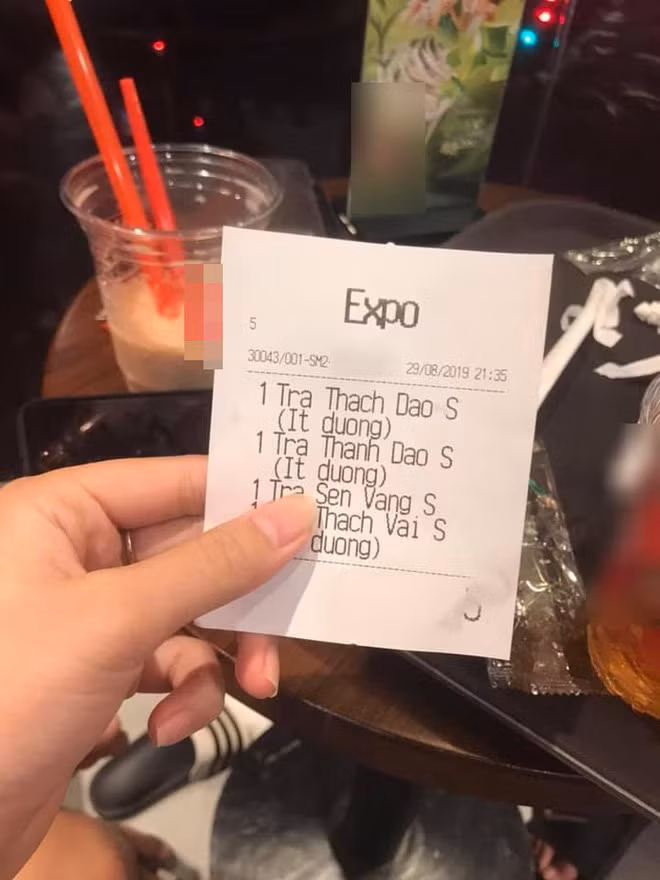 Expo
5
30043/001-SM2 29/08/2019 21:35
1 Tra Thach Dao S
(It duong)
1 Tra Thanh Dao S
(It duong)
1 Tra Sen Vang S
Thach Vai S
duong)